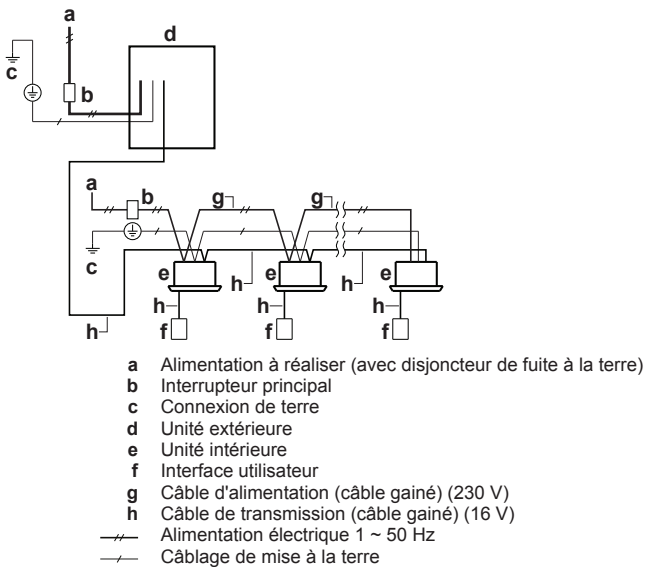 a
d
c
b
a
b
g
g
c
e
h
e
h
e
h
h
h
h
f
f
f
h
a Alimentation à réaliser (avec disjoncteur de fuite à la terre)
b Interrupteur principal
c Connexion de terre
d Unité extérieure
e Unité intérieure
f Interface utilisateur
g Câble d'alimentation (câble gainé) (230 V)
h Câble de transmission (câble gainé) (16 V)
Alimentation électrique 1 ~ 50 Hz
Câblage de mise à la terre